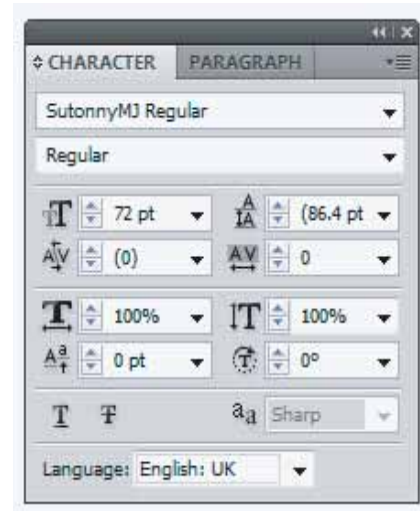 CHARACTER PARAGRAPH
SutonnyMJ Regular
Regular
72 pt (86.4 pt
(0) 0
100% 100%
0 pt 0°
T T aa Sharp
Language: English: UK